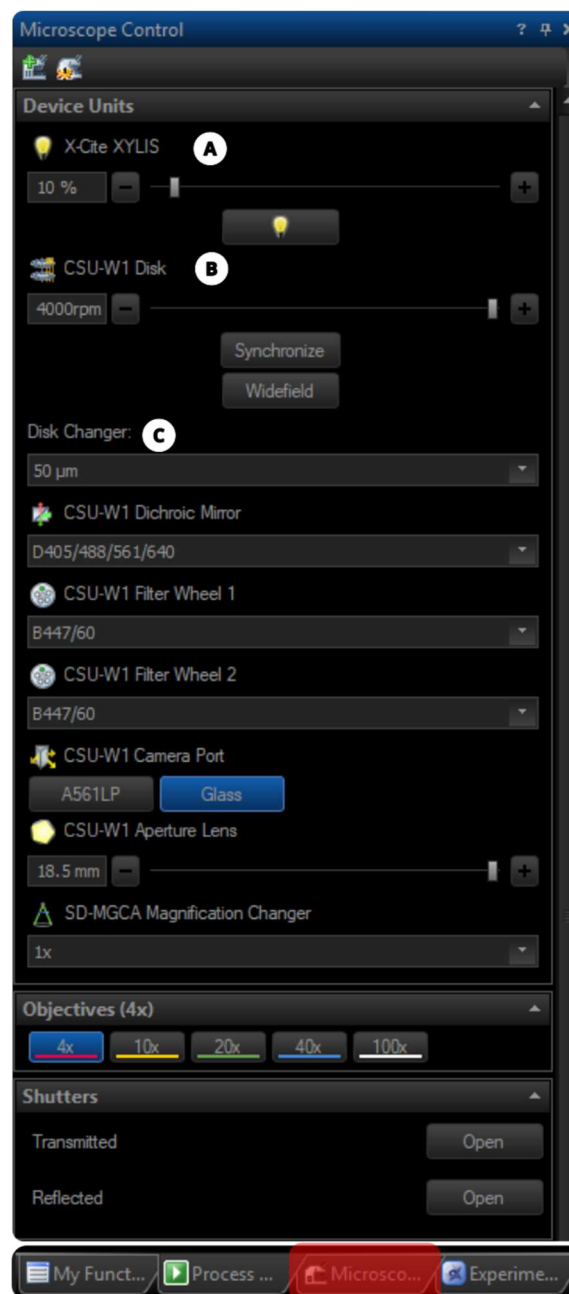 Microscope Control ?
Device Units
X-Cite XYLIS A
10 %
CSU-W1 Disk B
4000rpm
Synchronize
Widefield
Disk Changer: C
50 µm
CSU-W1 Dichroic Mirror
D405/488/561/640
CSU-W1 Filter Wheel 1
B447/60
CSU-W1 Filter Wheel 2
B447/60
CSU-W1 Camera Port
A561LP Glass
CSU-W1 Aperture Lens
18.5 mm
SD-MGCA Magnification Changer
1x
Objectives (4x)
4x 10x 20x 40x 100x
Shutters
Transmitted Open
Reflected Open
My Funct... Process ... Microsco... Experime...